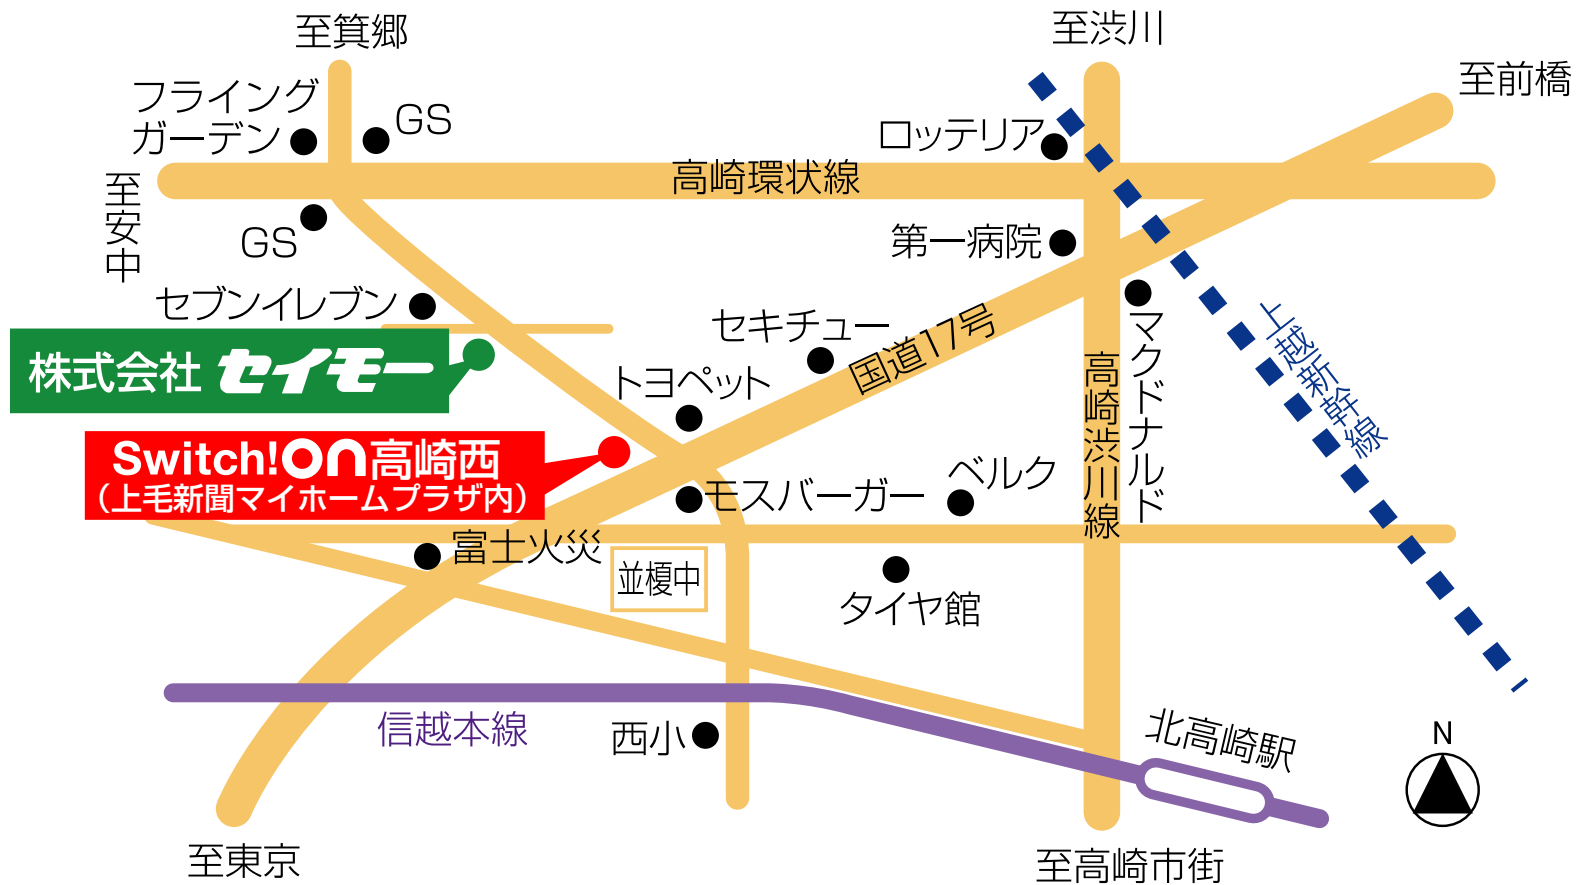 至箕郷
至渋川
至前橋
フライング
ガーデン
GS
ロッテリア
高崎環状線
至安中
GS
第一病院
セブンイレブン
セキチュー
国道17号
マクドナルド
上越新幹線
株式会社 セイモー
トヨペット
高崎渋川線
Switch!ON高崎西
（上毛新聞マイホームプラザ内）
モスバーガー
ベルク
富士火災
並榎中
タイヤ館
信越本線
西小
北高崎駅
N
至東京
至高崎市街